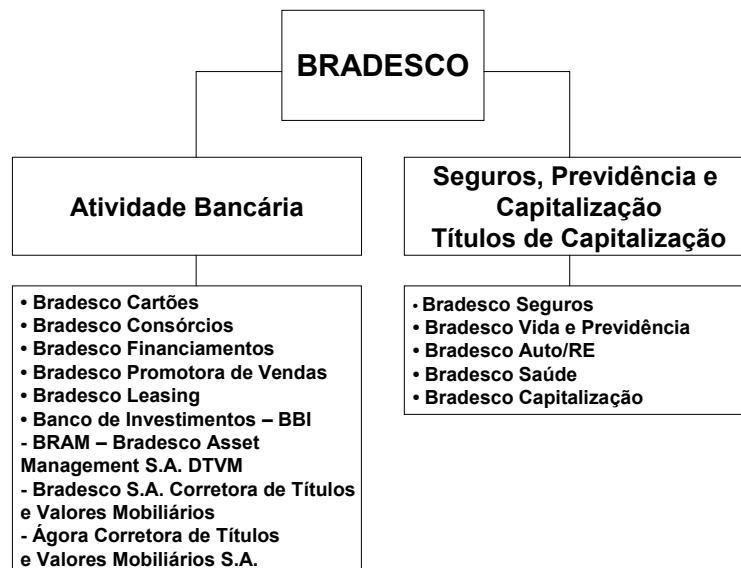 BRADESCO
Atividade Bancária
Seguros, Previdência e
Capitalização
Títulos de Capitalização
• Bradesco Cartões
• Bradesco Consórcios
• Bradesco Financiamentos
• Bradesco Promotora de Vendas
• Bradesco Leasing
• Banco de Investimentos – BBI
- BRAM – Bradesco Asset
Management S.A. DTVM
- Bradesco S.A. Corretora de Títulos
e Valores Mobiliários
- Ágora Corretora de Títulos
e Valores Mobiliários S.A.
• Bradesco Seguros
• Bradesco Vida e Previdência
• Bradesco Auto/RE
• Bradesco Saúde
• Bradesco Capitalização